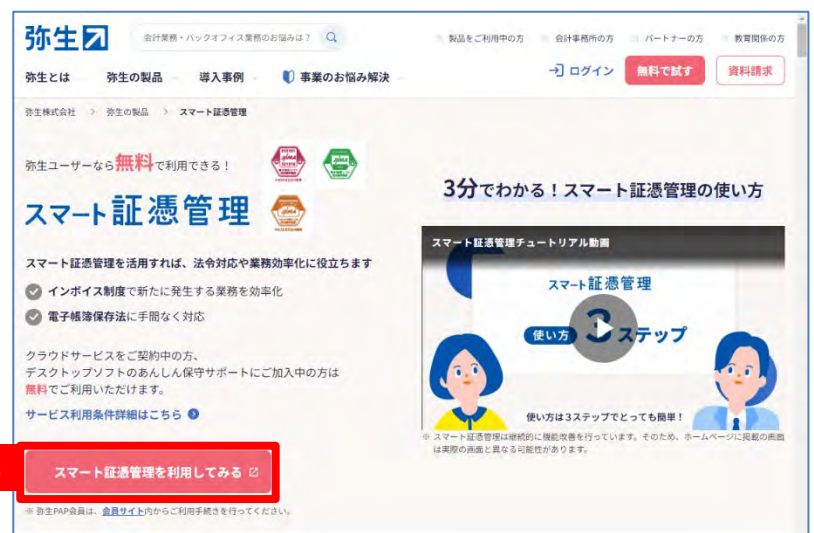 弥生
会計業務・バックオフィス業務のお悩みは？
製品をご利用中の方 会計事務所の方 パートナーの方 教育関係の方
弥生とは 弥生の製品 導入事例 事業のお悩み解決
ログイン 無料で試す 資料請求
弥生株式会社 > 弥生の製品 > スマート証憑管理
弥生ユーザーなら無料で利用できる！
スマート証憑管理
スマート証憑管理を活用すれば、法令対応や業務効率化に役立ちます
インボイス制度で新たに発生する業務を効率化
電子帳簿保存法に手間なく対応
クラウドサービスをご契約中の方、
デスクトップソフトのあんしん保守サポートにご加入中の方は
無料でご利用いただけます。
サービス利用条件詳細はこちら
スマート証憑管理を利用してみる
※ 弥生PAP会員は、会員サイト内からご利用手続きを行ってください。
3分でわかる！スマート証憑管理の使い方
スマート証憑管理チュートリアル動画
スマート証憑管理
使い方 3ステップ
使い方は3ステップでとっても簡単！
※ スマート証憑管理は継続的に機能改善を行っています。そのため、ホームページに掲載の画面
は実際の画面と異なる可能性があります。